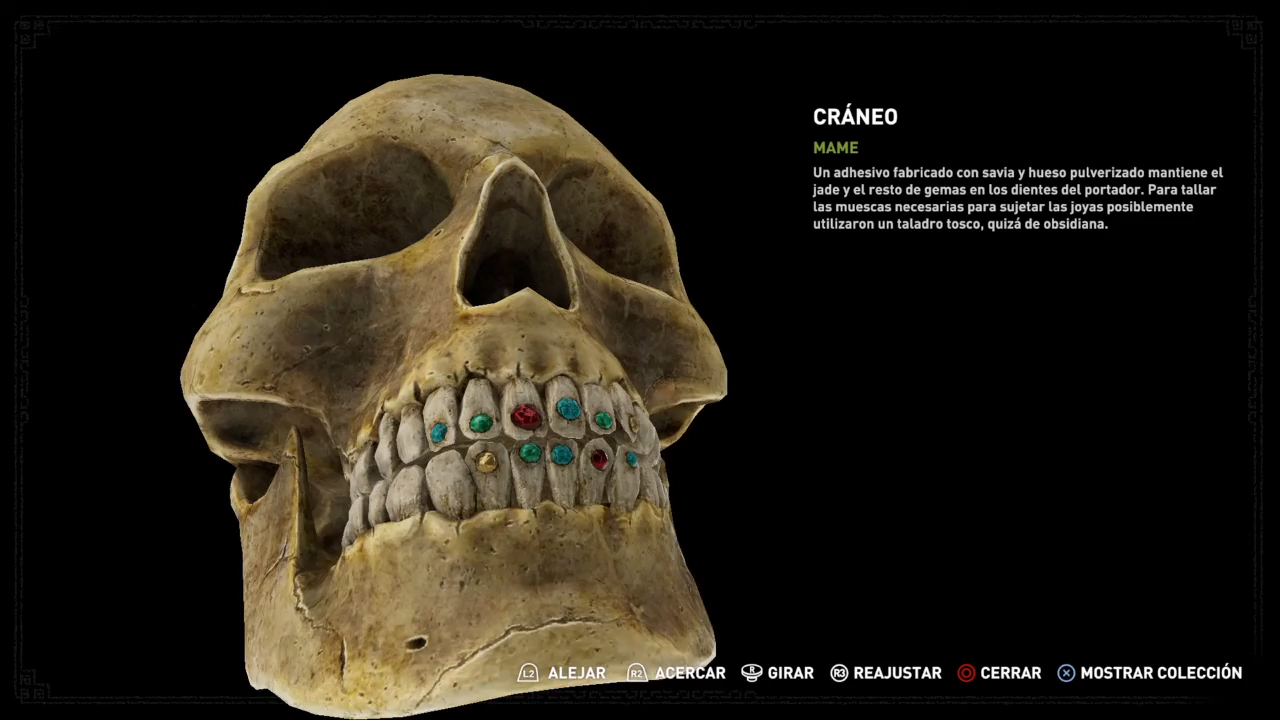 CRÁNEO
MAME
Un adhesivo fabricado con savia y hueso pulverizado mantiene el
jade y el resto de gemas en los dientes del portador. Para tallar
las muescas necesarias para sujetar las joyas posiblemente
utilizaron un taladro tosco, quizá de obsidiana.
L2 ALEJAR R2 ACERCAR R GIRAR R3 REAJUSTAR CERRAR MOSTRAR COLECCIÓN